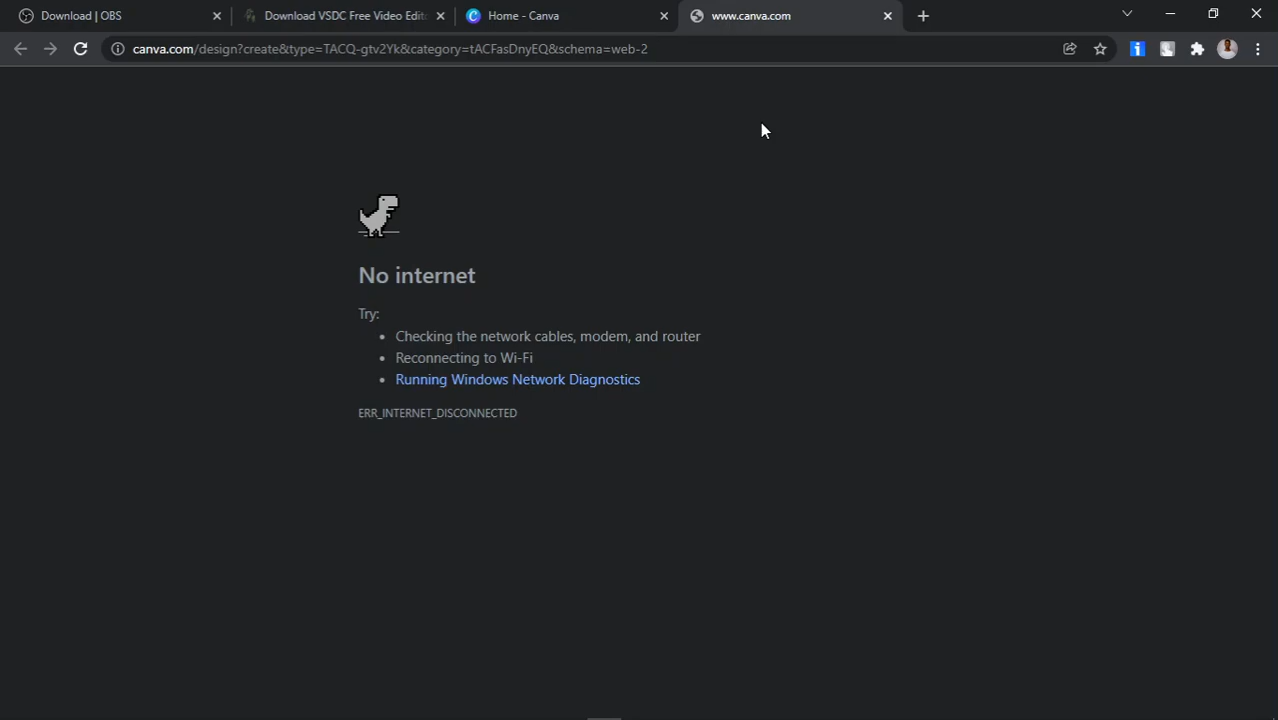 Download | OBS
Download VSDC Free Video Edit
Home - Canva
www.canva.com
canva.com/design?create&type=TACQ-gtv2Yk&category=tACFasDnyEQ&schema=web-2
No internet
Try:
Checking the network cables, modem, and router
Reconnecting to Wi-Fi
Running Windows Network Diagnostics
ERR_INTERNET_DISCONNECTED